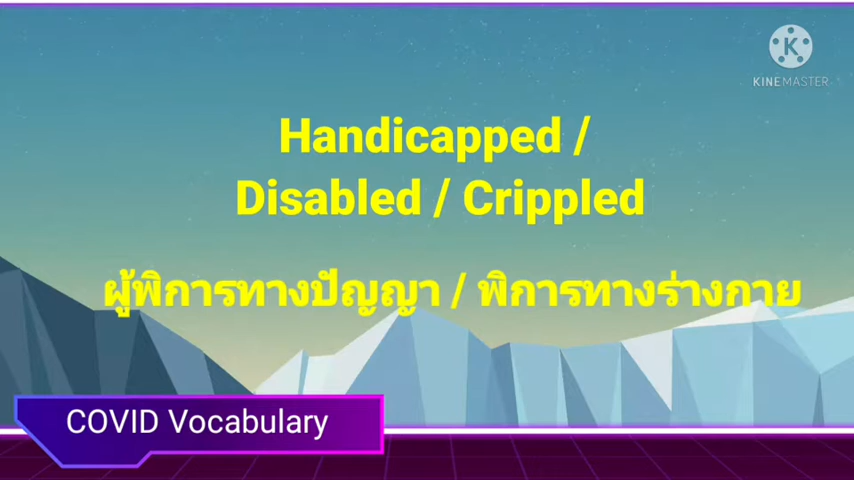 KINEMASTER
Handicapped /
Disabled / Crippled
ผู้พิการทางปัญญา / พิการทางร่างกาย
COVID Vocabulary